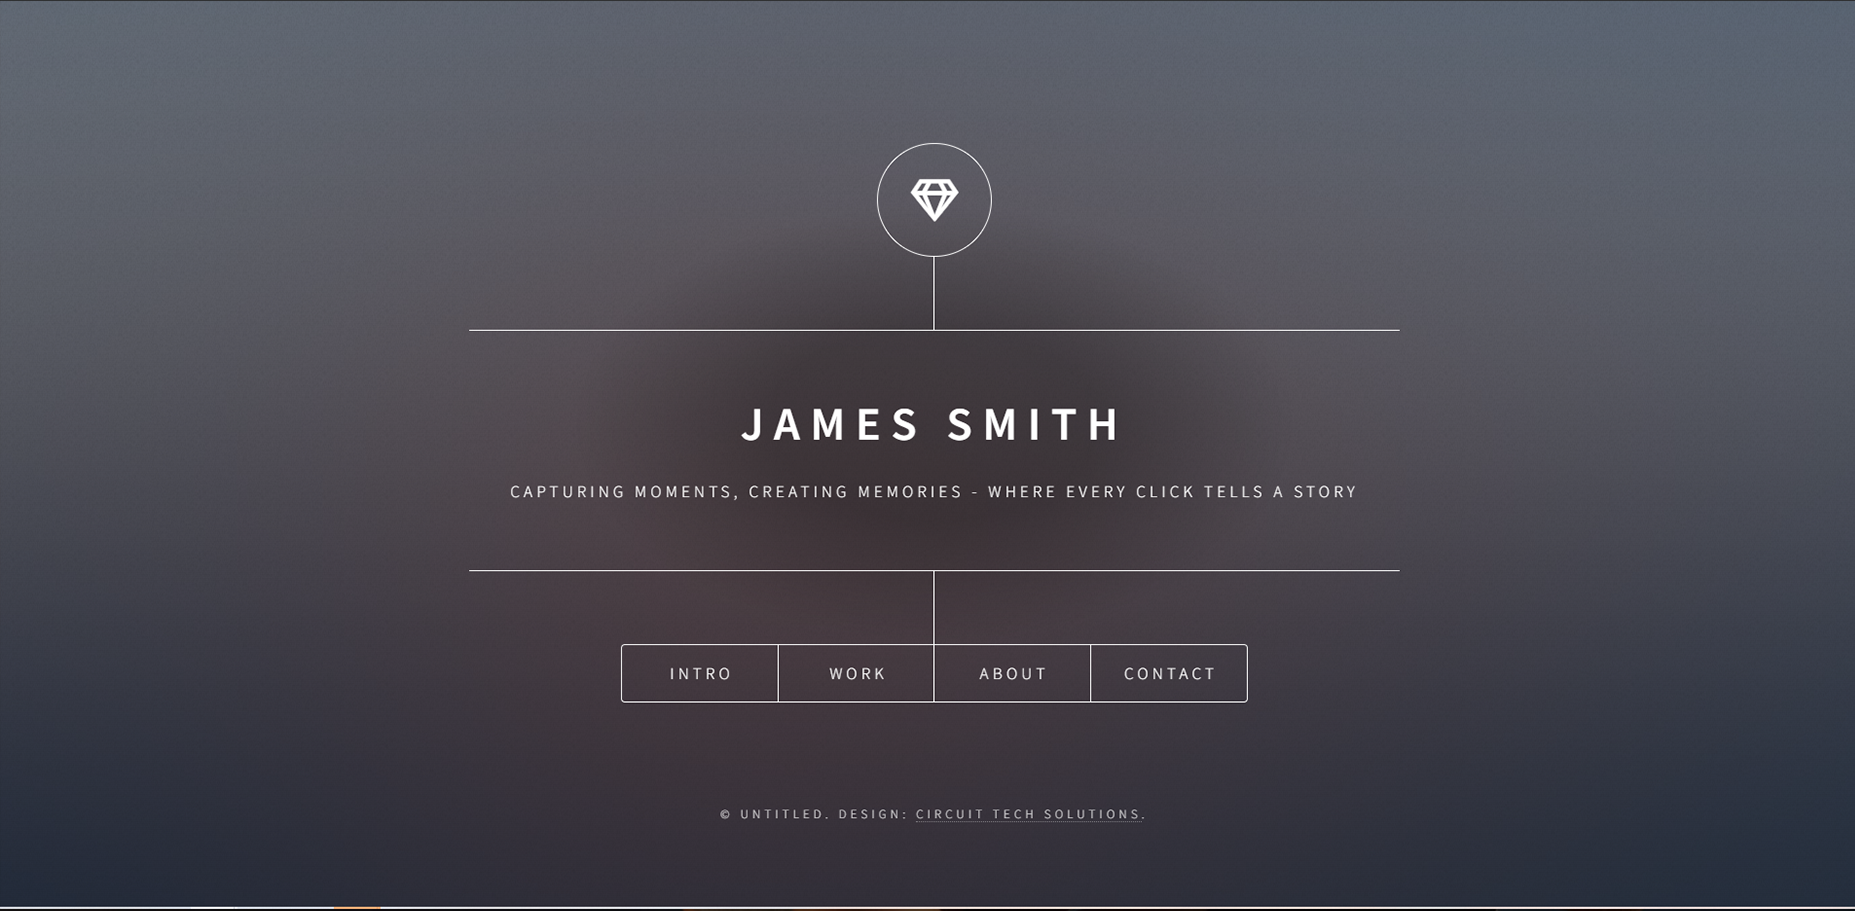 JAMES SMITH
CAPTURING MOMENTS, CREATING MEMORIES - WHERE EVERY CLICK TELLS A STORY
INTRO WORK ABOUT CONTACT
© UNTITLED. DESIGN: CIRCUIT TECH SOLUTIONS.